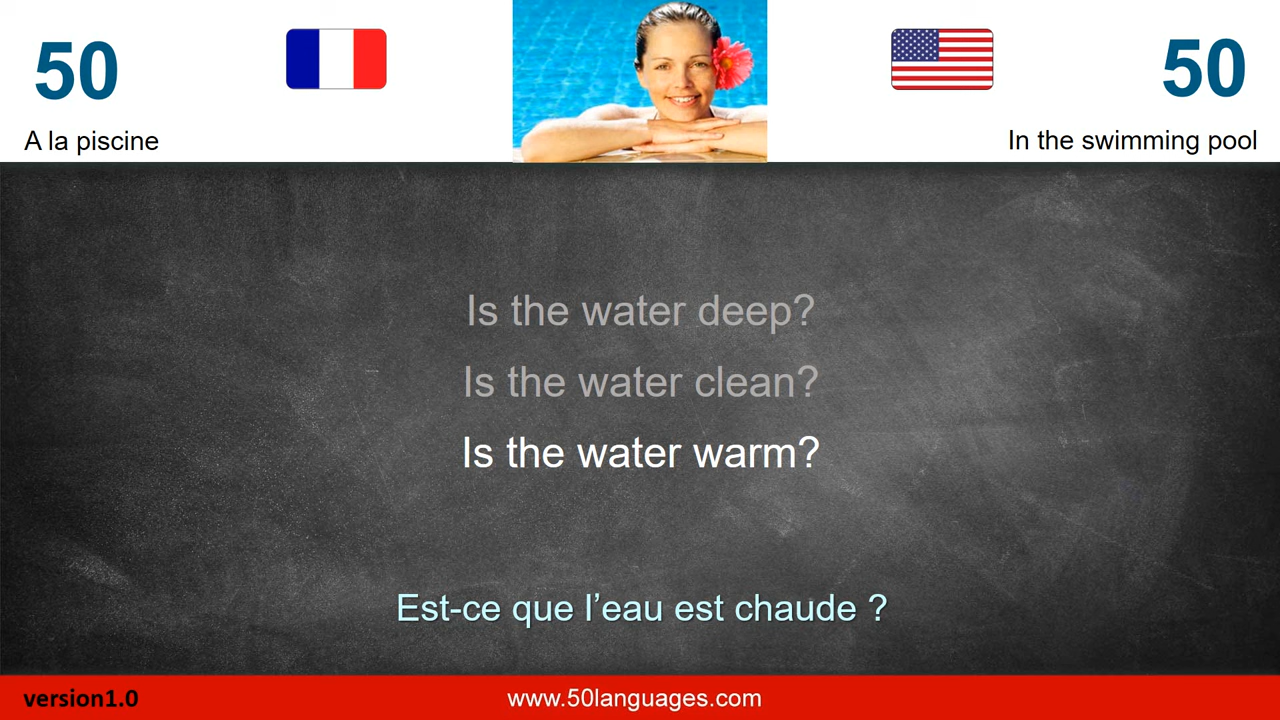 50
50
A la piscine
In the swimming pool
Is the water deep?
Is the water clean?
Is the water warm?
Est-ce que l’eau est chaude ?
version1.0
www.50languages.com